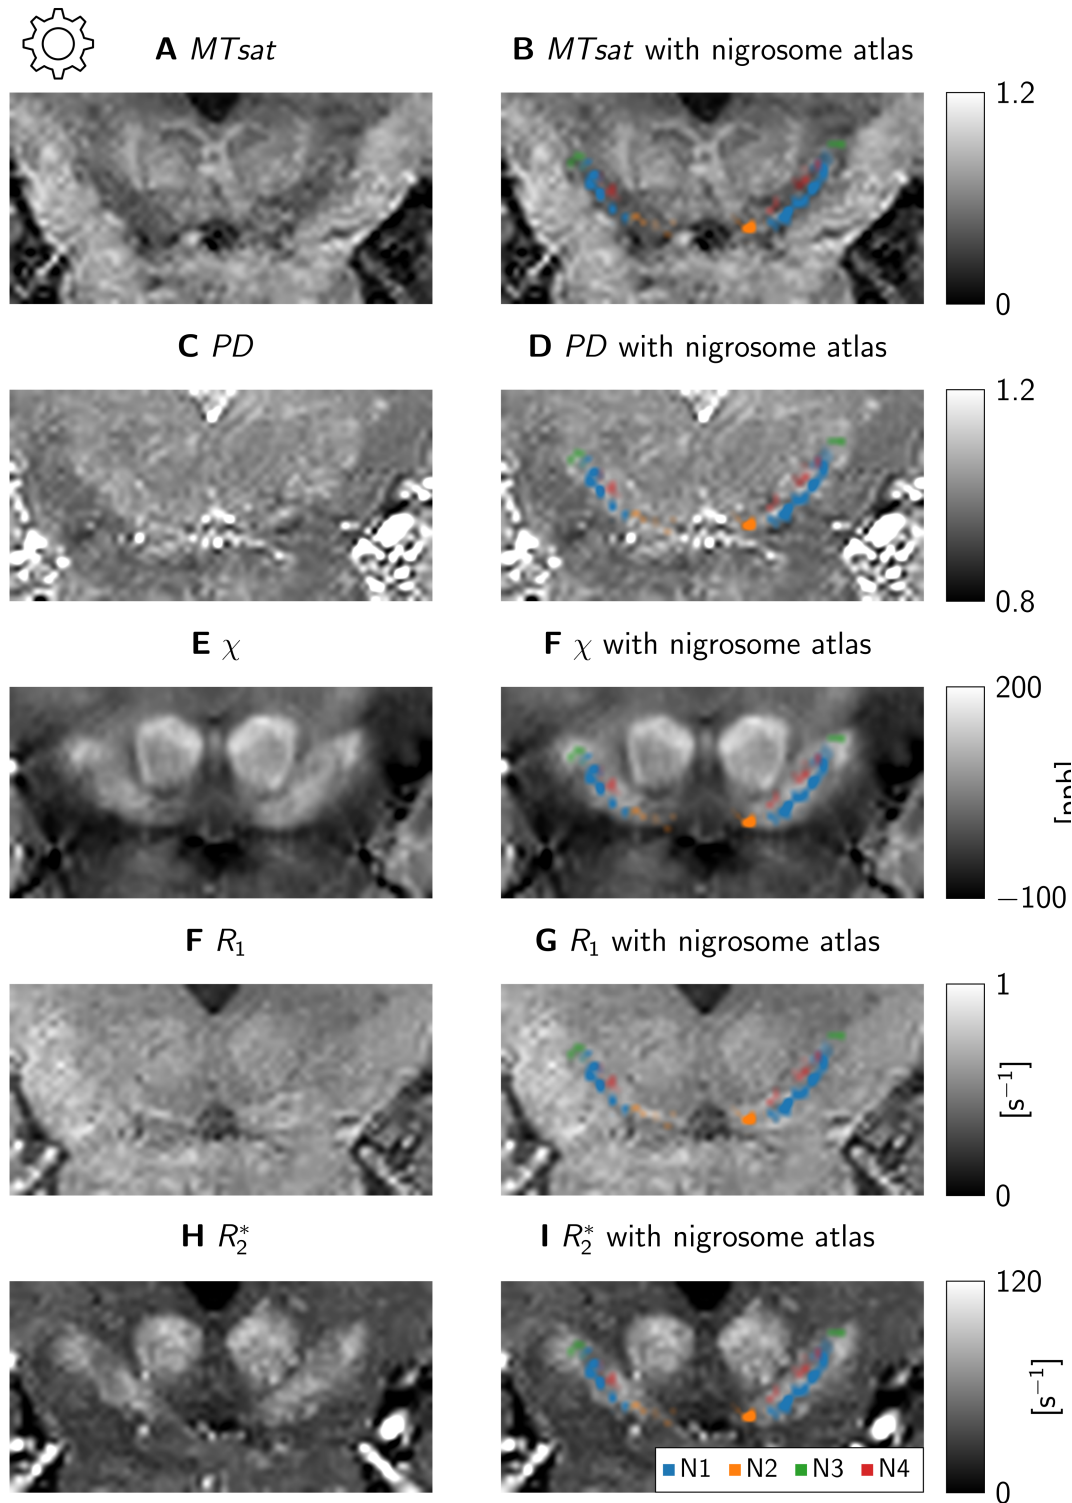 A MTsat
B MTsat with nigrosome atlas
1.2
0
C PD
D PD with nigrosome atlas
1.2
0.8
E χ
F χ with nigrosome atlas
200
[ppb]
−100
F R₁
G R₁ with nigrosome atlas
1
[s⁻¹]
0
H R₂*
I R₂* with nigrosome atlas
120
[s⁻¹]
0
N1 N2 N3 N4